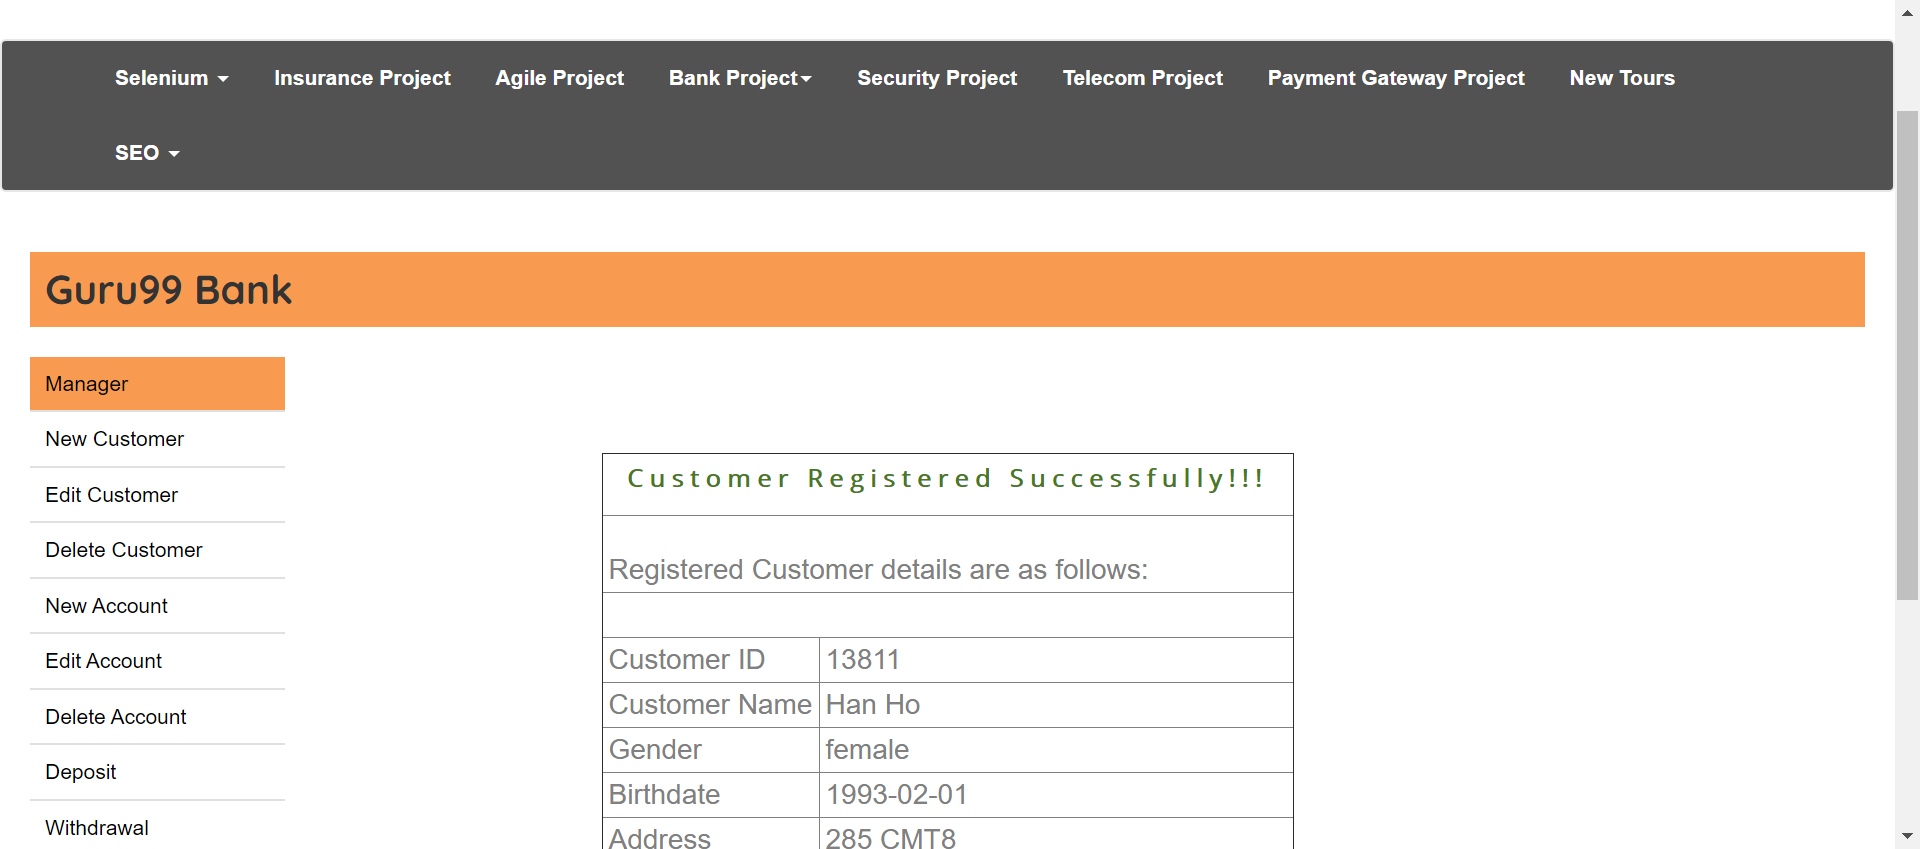 Selenium Insurance Project Agile Project Bank Project Security Project Telecom Project Payment Gateway Project New Tours
SEO
Guru99 Bank
Manager
New Customer
Edit Customer
Delete Customer
New Account
Edit Account
Delete Account
Deposit
Withdrawal
Customer Registered Successfully!!!
Registered Customer details are as follows:
Customer ID 13811
Customer Name Han Ho
Gender female
Birthdate 1993-02-01
Address 285 CMT8